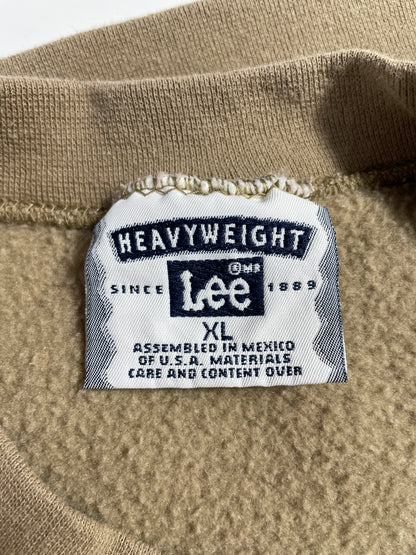 HEAVYWEIGHT
® MR
SINCE Lee 1889
XL
ASSEMBLED IN MEXICO
OF U.S.A. MATERIALS
CARE AND CONTENT OVER